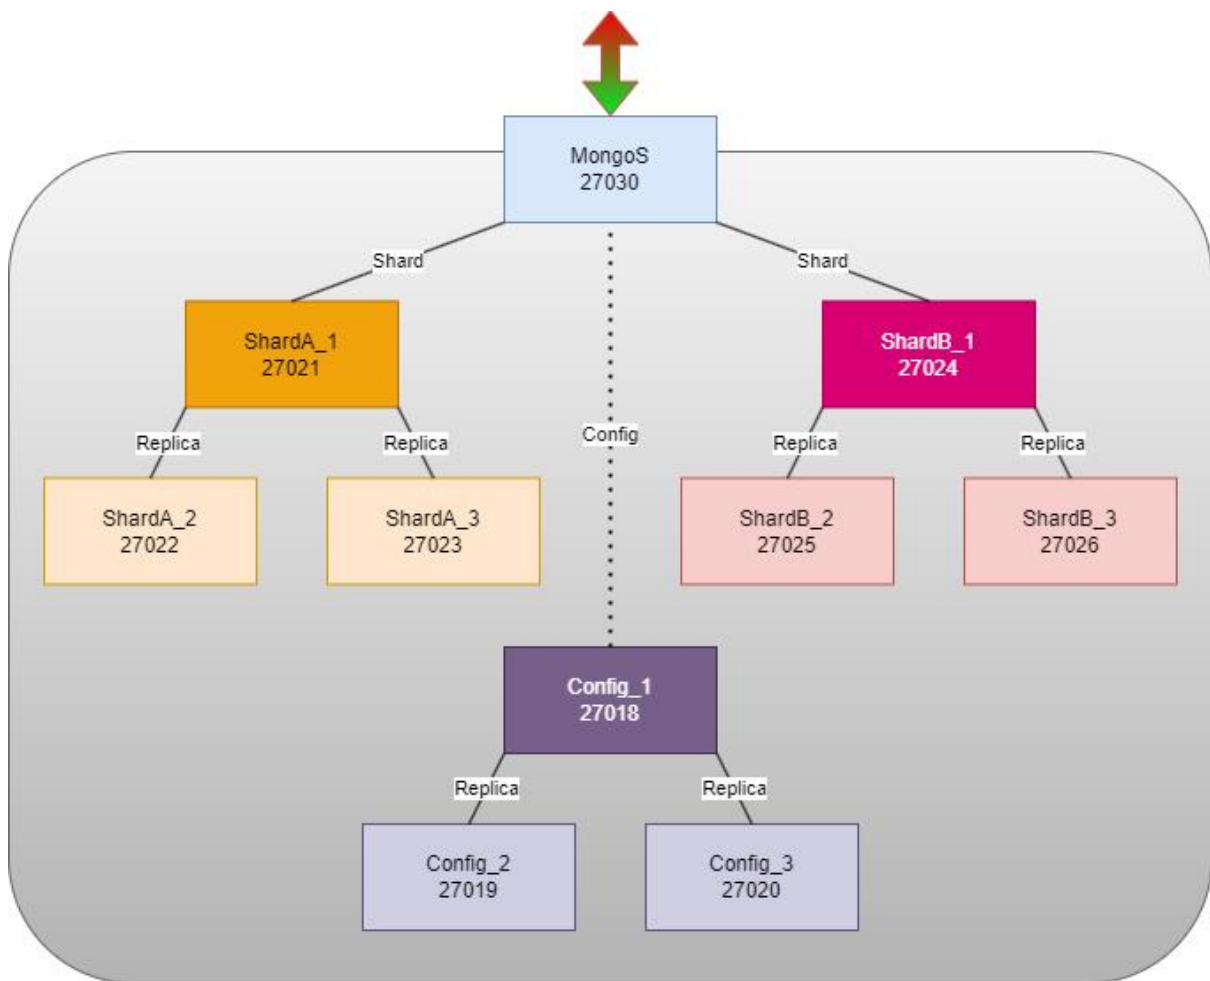 MongoS
27030
Shard
Shard
ShardA_1
27021
ShardB_1
27024
Replica
Replica
Config
Replica
Replica
ShardA_2
27022
ShardA_3
27023
ShardB_2
27025
ShardB_3
27026
Config_1
27018
Replica
Replica
Config_2
27019
Config_3
27020